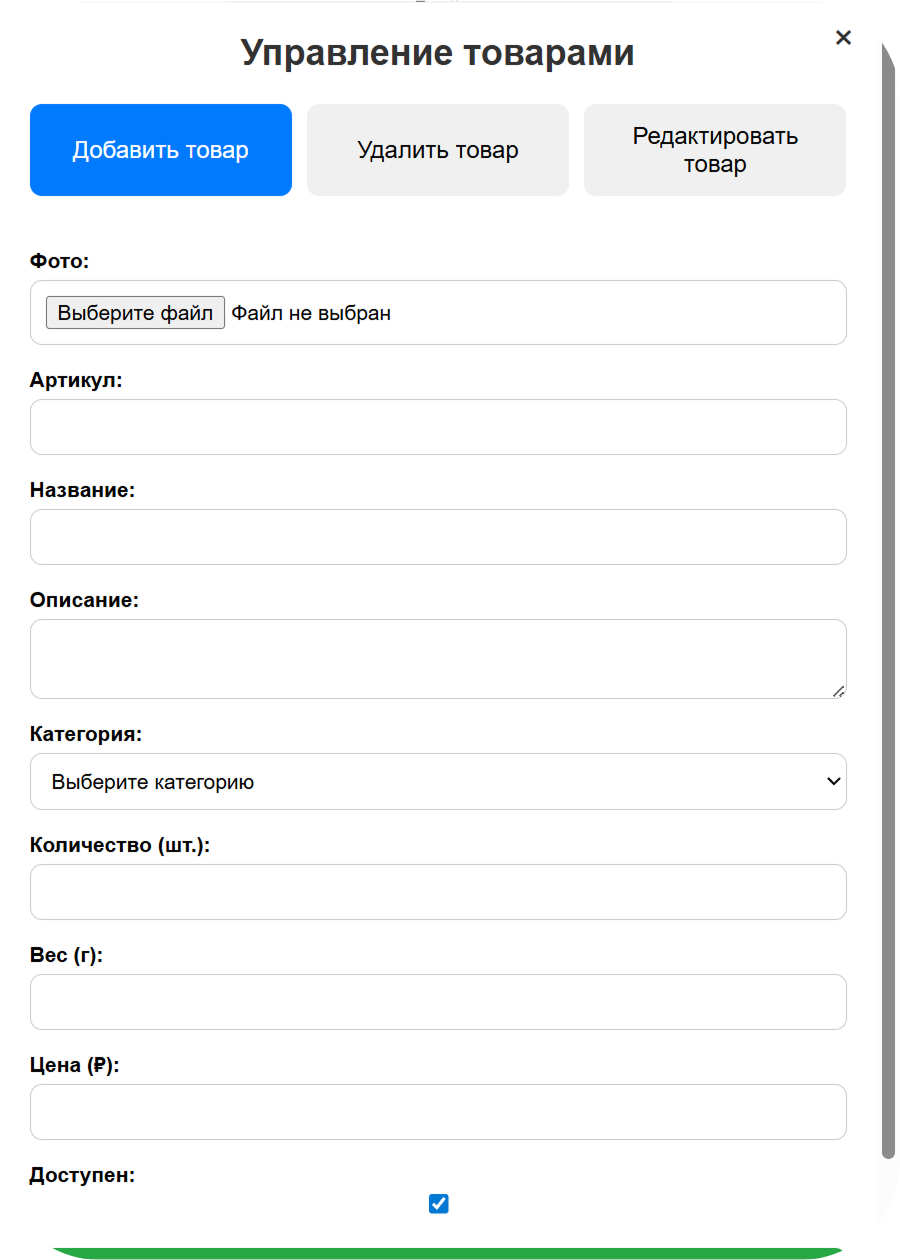 Управление товарами
×
Добавить товар
Удалить товар
Редактировать
товар
Фото:
Выберите файл Файл не выбран
Артикул:
Название:
Описание:
Категория:
Выберите категорию
Количество (шт.):
Вес (г):
Цена (₽):
Доступен: